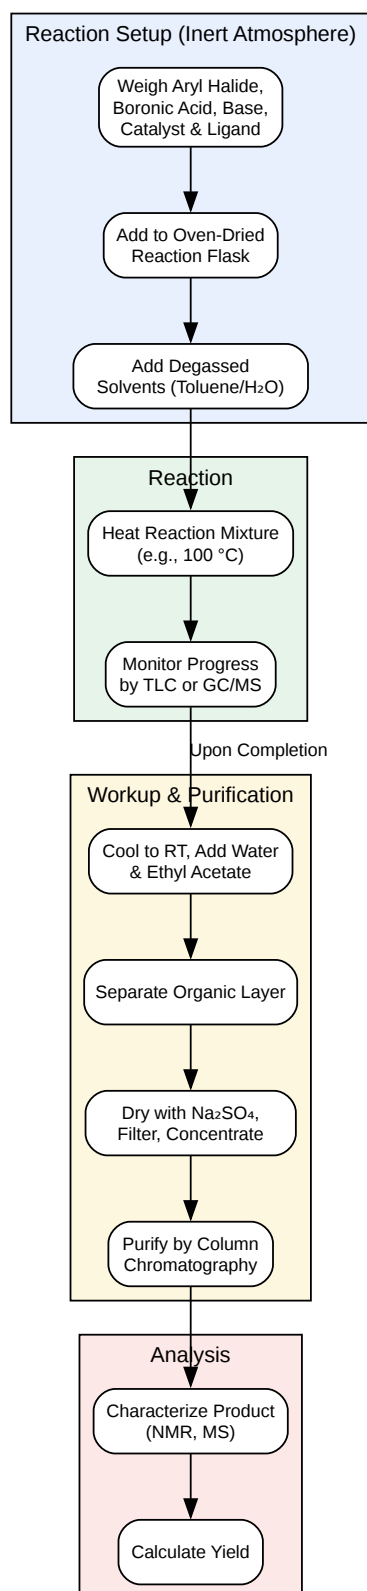 Reaction Setup (Inert Atmosphere)
Weigh Aryl Halide,
Boronic Acid, Base,
Catalyst & Ligand
Add to Oven-Dried
Reaction Flask
Add Degassed
Solvents (Toluene/H₂O)
Reaction
Heat Reaction Mixture
(e.g., 100 °C)
Monitor Progress
by TLC or GC/MS
Upon Completion
Workup & Purification
Cool to RT, Add Water
& Ethyl Acetate
Separate Organic Layer
Dry with Na₂SO₄,
Filter, Concentrate
Purify by Column
Chromatography
Analysis
Characterize Product
(NMR, MS)
Calculate Yield